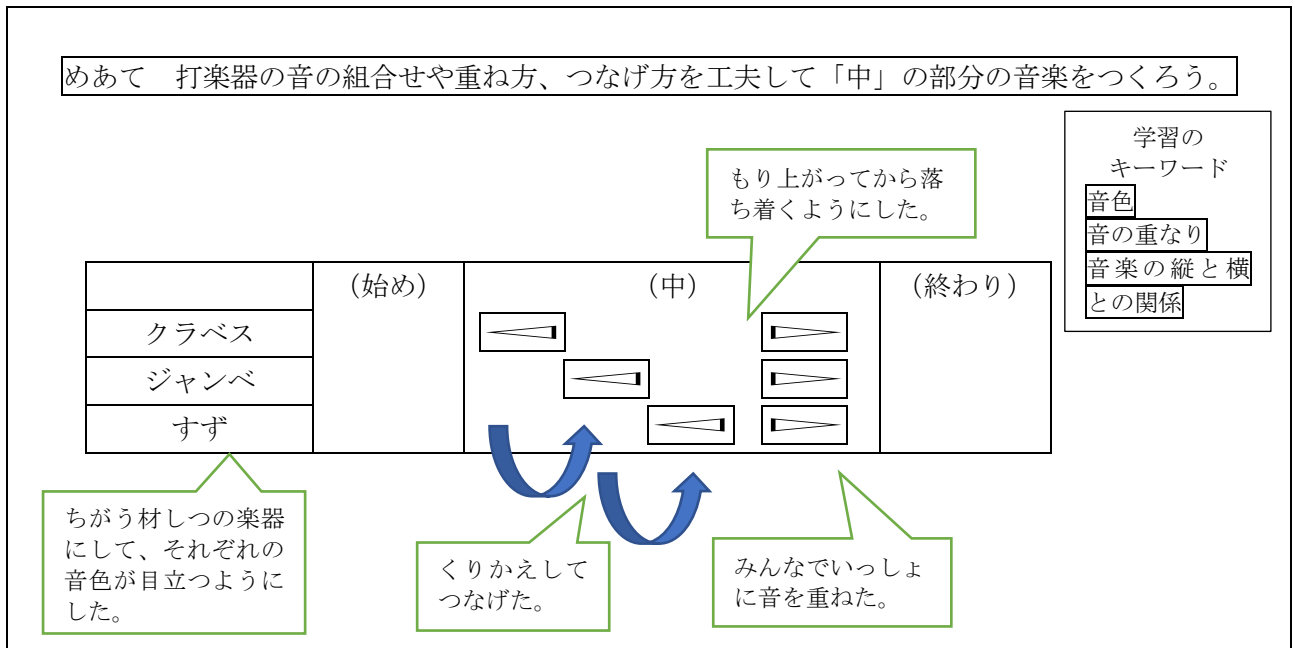 めあて　打楽器の音の組合せや重ね方、つなげ方を工夫して「中」の部分の音楽をつくろう。
学習の
キーワード
音色
音の重なり
音楽の縦と横
との関係
もり上がってから落
ち着くようにした。
（始め）
（中）
（終わり）
クラベス
ジャンベ
すず
ちがう材しつの楽器
にして、それぞれの
音色が目立つように
した。
くりかえして
つなげた。
みんなでいっしょ
に音を重ねた。